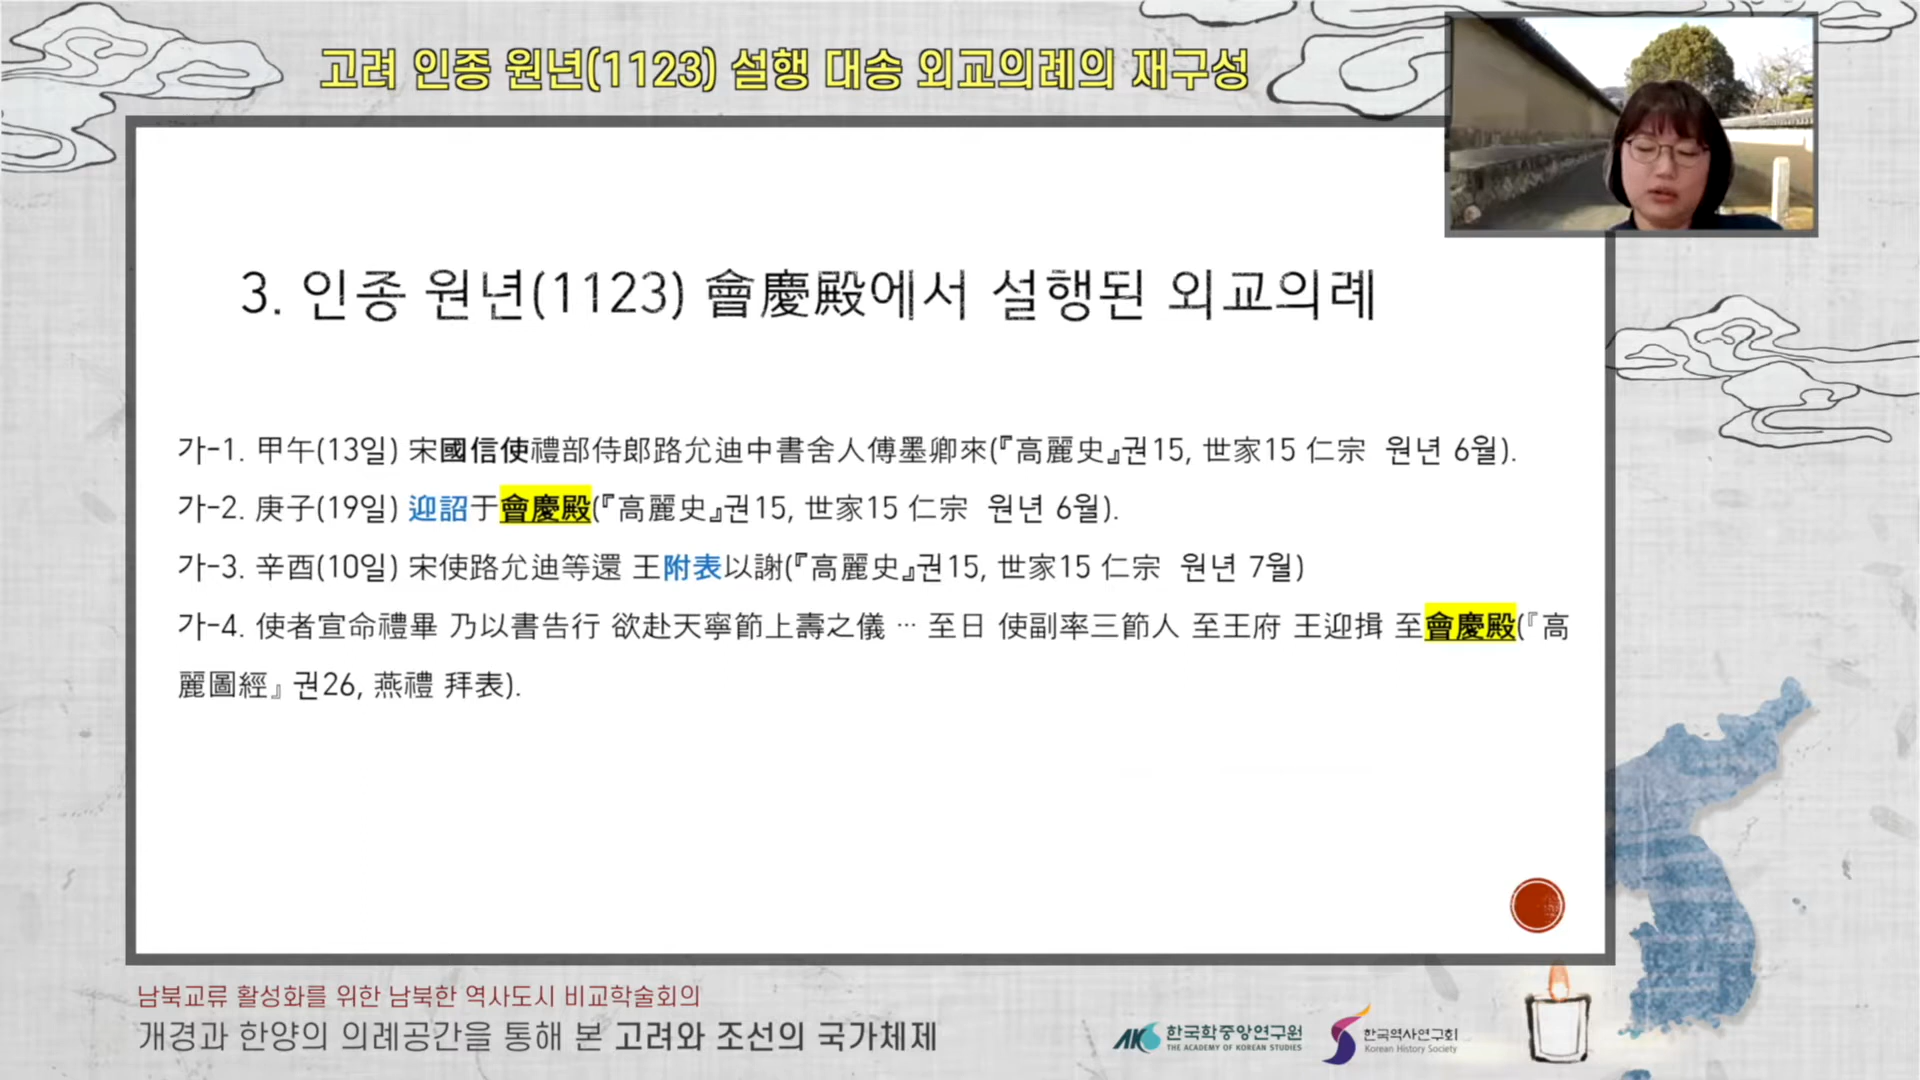 고려 인종 원년(1123) 설행 대송 외교의례의 재구성
3. 인종 원년(1123) 會慶殿에서 설행된 외교의례
가-1. 甲午(13일) 宋國信使禮部侍郞路允迪中書舍人傅墨卿來(『高麗史』권15, 世家15 仁宗 원년 6월).
가-2. 庚子(19일) 迎詔于會慶殿(『高麗史』권15, 世家15 仁宗 원년 6월).
가-3. 辛酉(10일) 宋使路允迪等還 王附表以謝(『高麗史』권15, 世家15 仁宗 원년 7월)
가-4. 使者宣命禮畢 乃以書告行 欲赴天寧節上壽之儀 … 至日 使副率三節人 至王府 王迎揖 至會慶殿(『高
麗圖經』 권26, 燕禮 拜表).
남북교류 활성화를 위한 남북한 역사도시 비교학술회의
개경과 한양의 의례공간을 통해 본 고려와 조선의 국가체제
AKS 한국학중앙연구원
THE ACADEMY OF KOREAN STUDIES
한국역사연구회
Korean History Society